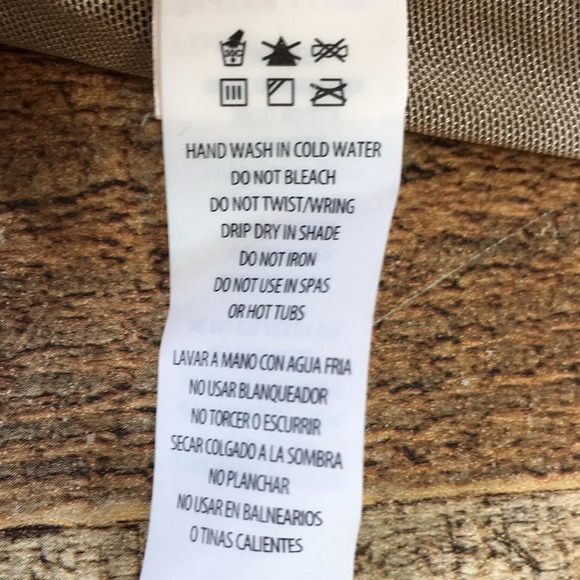 HAND WASH IN COLD WATER
DO NOT BLEACH
DO NOT TWIST/WRING
DRIP DRY IN SHADE
DO NOT IRON
DO NOT USE IN SPAS
OR HOT TUBS
LAVAR A MANO CON AGUA FRIA
NO USAR BLANQUEADOR
NO TORCER O ESCURRIR
SECAR COLGADO A LA SOMBRA
NO PLANCHAR
NO USAR EN BALNEARIOS
O TINAS CALIENTES